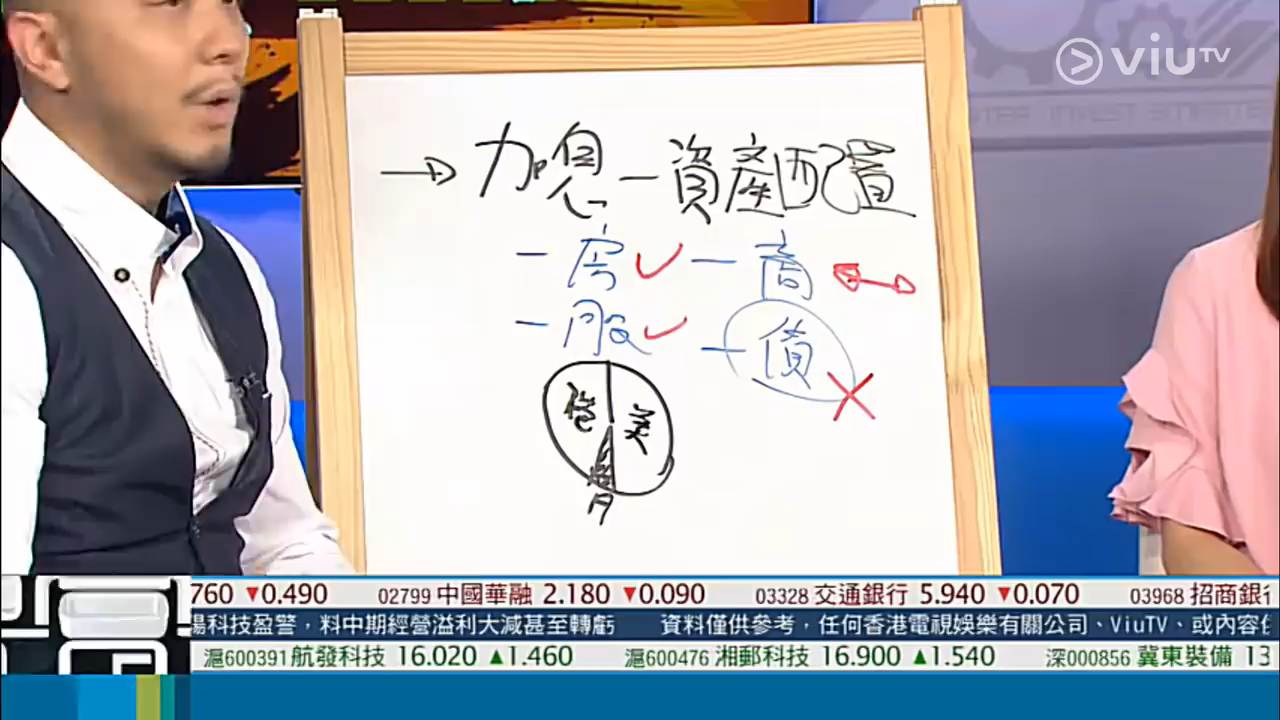 viuTV
→加息－資產配置
－房✓－商↔
－股✓－債✗
港 美
760 ▼0.490 02799 中國華融 2.180 ▼0.090 03328 交通銀行 5.940 ▼0.070 03968 招商銀行
陽科技盈警，料中期經營溢利大減甚至轉虧 資料僅供參考，任何香港電視娛樂有關公司、ViuTV、或內容任
滬600391 航發科技 16.020 ▲1.460 滬600476 湘郵科技 16.900 ▲1.540 深000856 冀東裝備 13